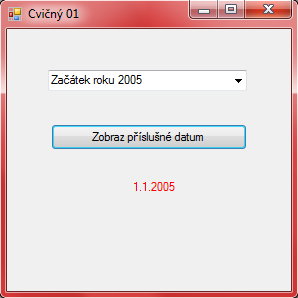 Cvičný 01
Začátek roku 2005
Zobraz příslušné datum
1.1.2005